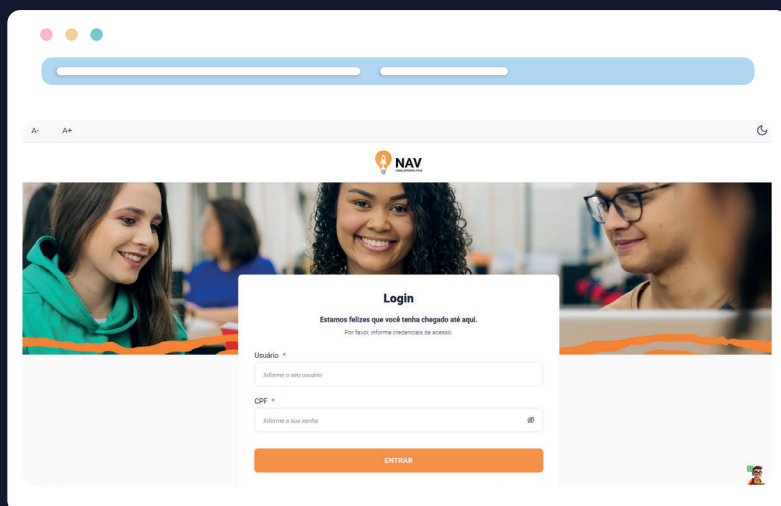 A- A+
NAV
Login
Estamos felizes que você tenha chegado até aqui.
Por favor, informe credenciais de acesso.
Usuário *
Informe o seu usuário
CPF *
Informe a sua senha
ENTRAR